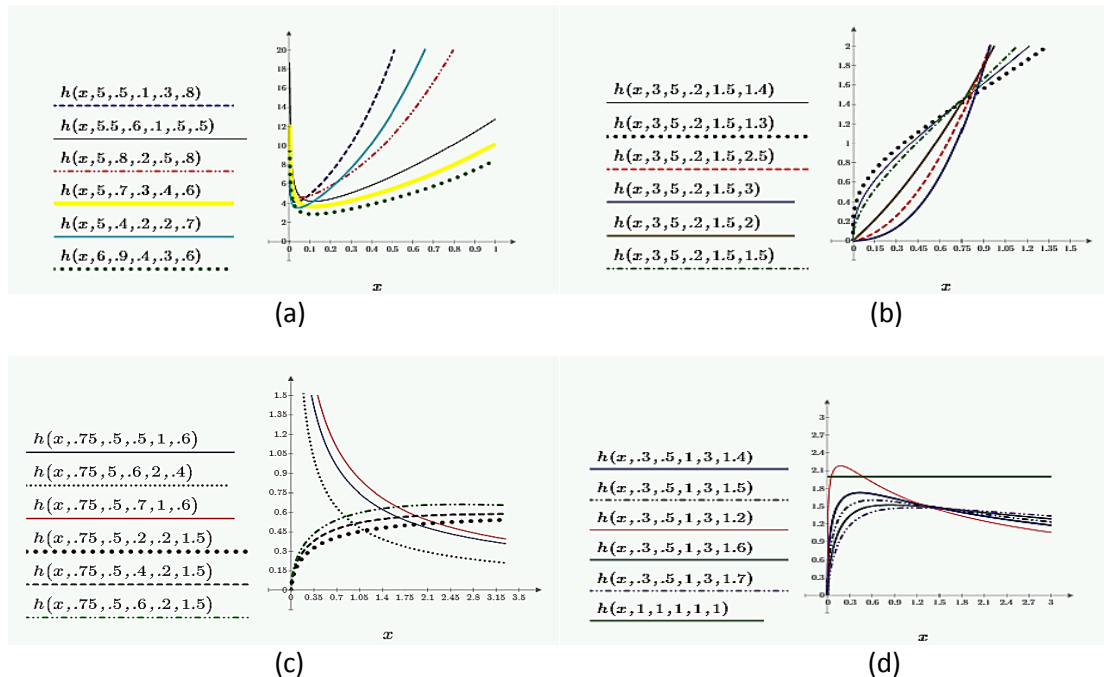 h(x,5,.5,.1,.3,.8)
h(x,5.5,.6,.1,.5,.5)
h(x,5,.8,.2,.5,.8)
h(x,5,.7,.3,.4,.6)
h(x,5,.4,.2,.2,.7)
h(x,6,.9,.4,.3,.6)
20
18
16
14
12
10
8
6
4
2
0
0 0.1 0.2 0.3 0.4 0.5 0.6 0.7 0.8 0.9 1
x
(a)
h(x,3,5,.2,1.5,1.4)
h(x,3,5,.2,1.5,1.3)
h(x,3,5,.2,1.5,2.5)
h(x,3,5,.2,1.5,3)
h(x,3,5,.2,1.5,2)
h(x,3,5,.2,1.5,1.5)
2
1.8
1.6
1.4
1.2
1
0.8
0.6
0.4
0.2
0
0 0.15 0.3 0.45 0.6 0.75 0.9 1.05 1.2 1.35 1.5
x
(b)
h(x,.75,.5,.5,1,.6)
h(x,.75,5,.6,2,.4)
h(x,.75,.5,.7,1,.6)
h(x,.75,.5,.2,.2,1.5)
h(x,.75,.5,.4,.2,1.5)
h(x,.75,.5,.6,.2,1.5)
1.5
1.35
1.2
1.05
0.9
0.75
0.6
0.45
0.3
0.15
0
0 0.35 0.7 1.05 1.4 1.75 2.1 2.45 2.8 3.15 3.5
x
(c)
h(x,.3,.5,1,3,1.4)
h(x,.3,.5,1,3,1.5)
h(x,.3,.5,1,3,1.2)
h(x,.3,.5,1,3,1.6)
h(x,.3,.5,1,3,1.7)
h(x,1,1,1,1,1)
3
2.7
2.4
2.1
1.8
1.5
1.2
0.9
0.6
0.3
0
0 0.3 0.6 0.9 1.2 1.5 1.8 2.1 2.4 2.7 3
x
(d)